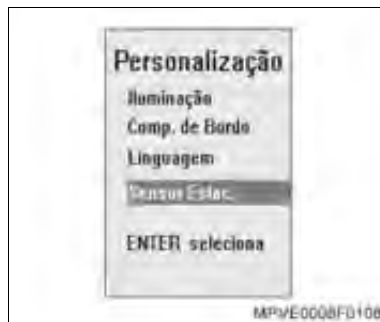 Personalização
Iluminação
Comp. de Bordo
Linguagem
Sensor Estac.
ENTER seleciona
MPVE0008F0108